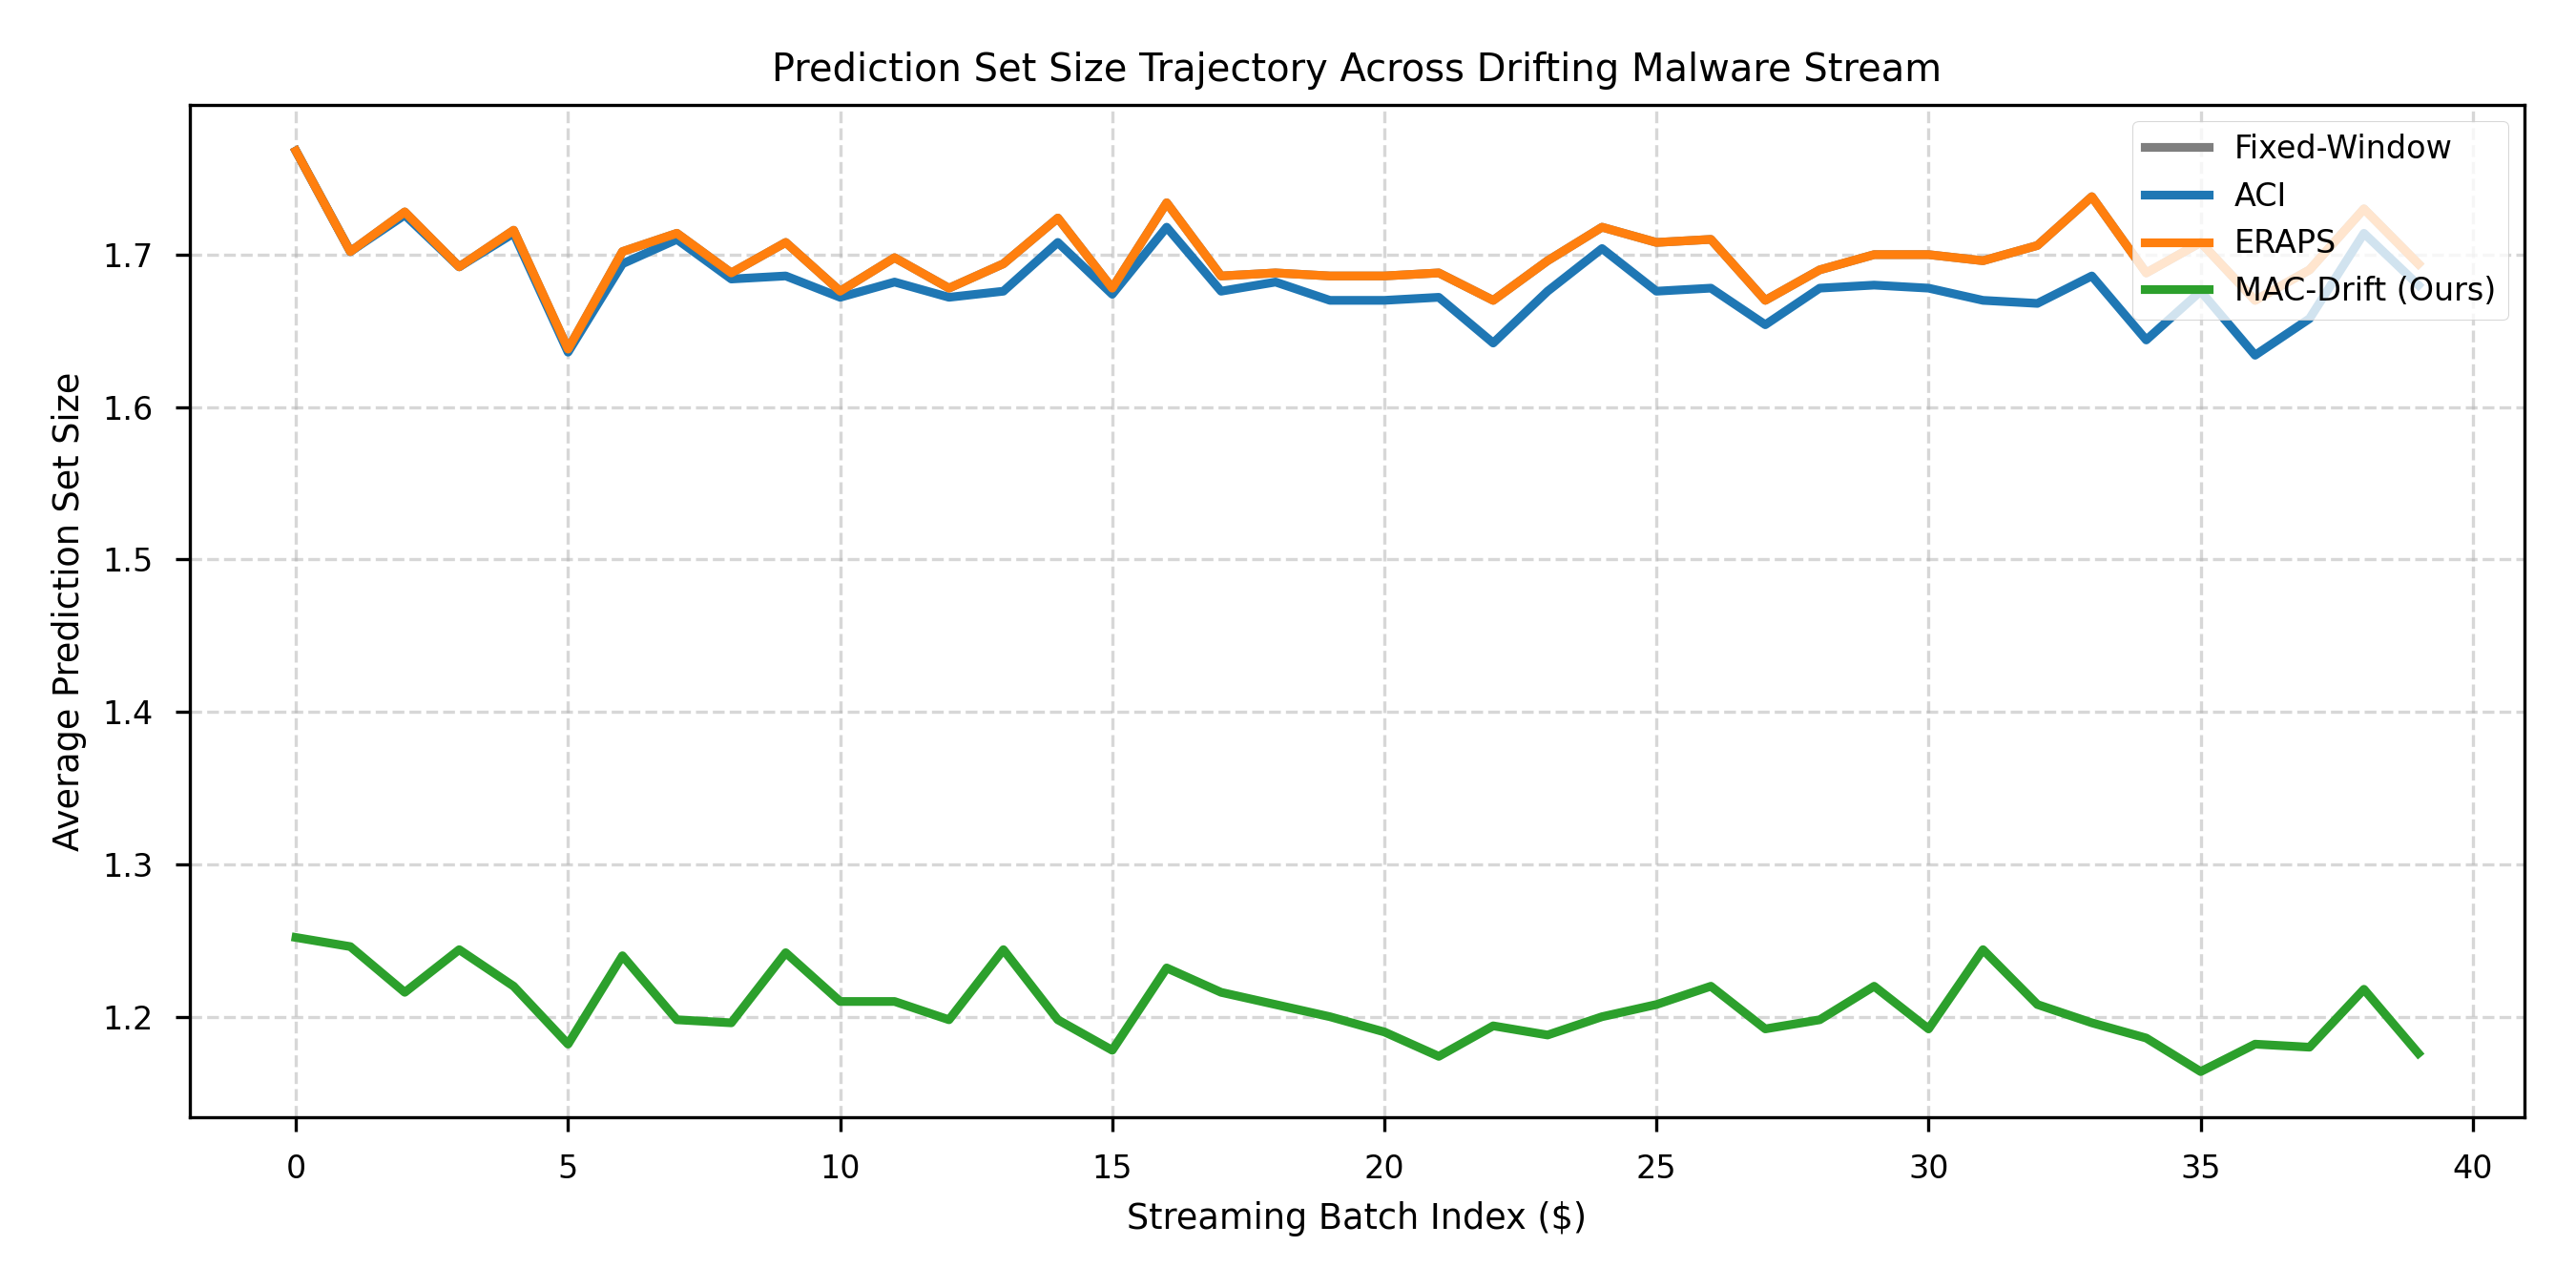 Prediction Set Size Trajectory Across Drifting Malware Stream
Fixed-Window
ACI
ERAPS
MAC-Drift (Ours)
Average Prediction Set Size
1.7
1.6
1.5
1.4
1.3
1.2
0 5 10 15 20 25 30 35 40
Streaming Batch Index ($)